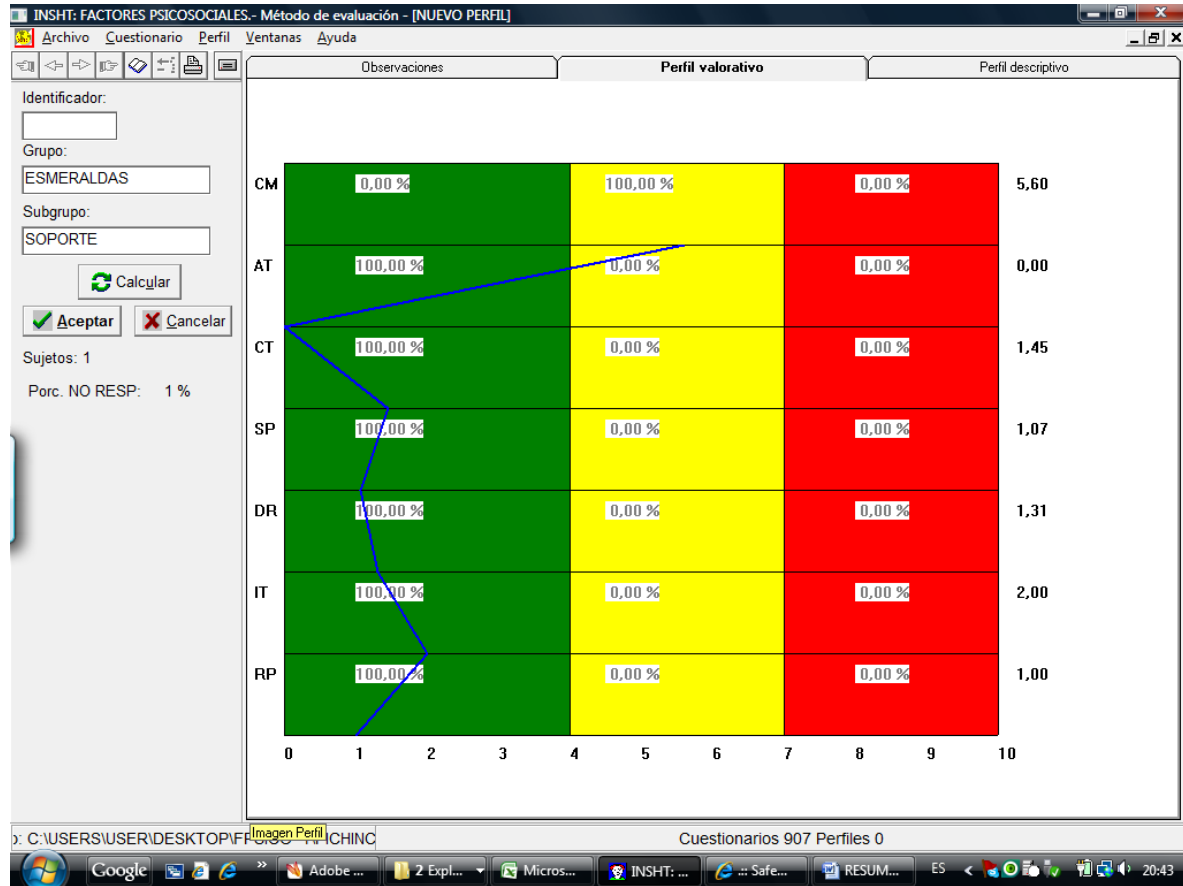 INSHT: FACTORES PSICOSOCIALES.- Método de evaluación - [NUEVO PERFIL]
Archivo Cuestionario Perfil Ventanas Ayuda
Observaciones Perfil valorativo Perfil descriptivo
Identificador:
Grupo:
ESMERALDAS
Subgrupo:
SOPORTE
Calcular
Aceptar Cancelar
Sujetos: 1
Porc. NO RESP: 1 %
CM 0,00 % 100,00 % 0,00 % 5,60
AT 100,00 % 0,00 % 0,00 % 0,00
CT 100,00 % 0,00 % 0,00 % 1,45
SP 100,00 % 0,00 % 0,00 % 1,07
DR 100,00 % 0,00 % 0,00 % 1,31
IT 100,00 % 0,00 % 0,00 % 2,00
RP 100,00 % 0,00 % 0,00 % 1,00
0 1 2 3 4 5 6 7 8 9 10
Imagen Perfil
C:\USERS\USER\DESKTOP\ Cuestionarios 907 Perfiles 0
Google » Adobe ... 2 Expl... Micros... INSHT: ... ::: Safe... RESUM... ES < 20:43